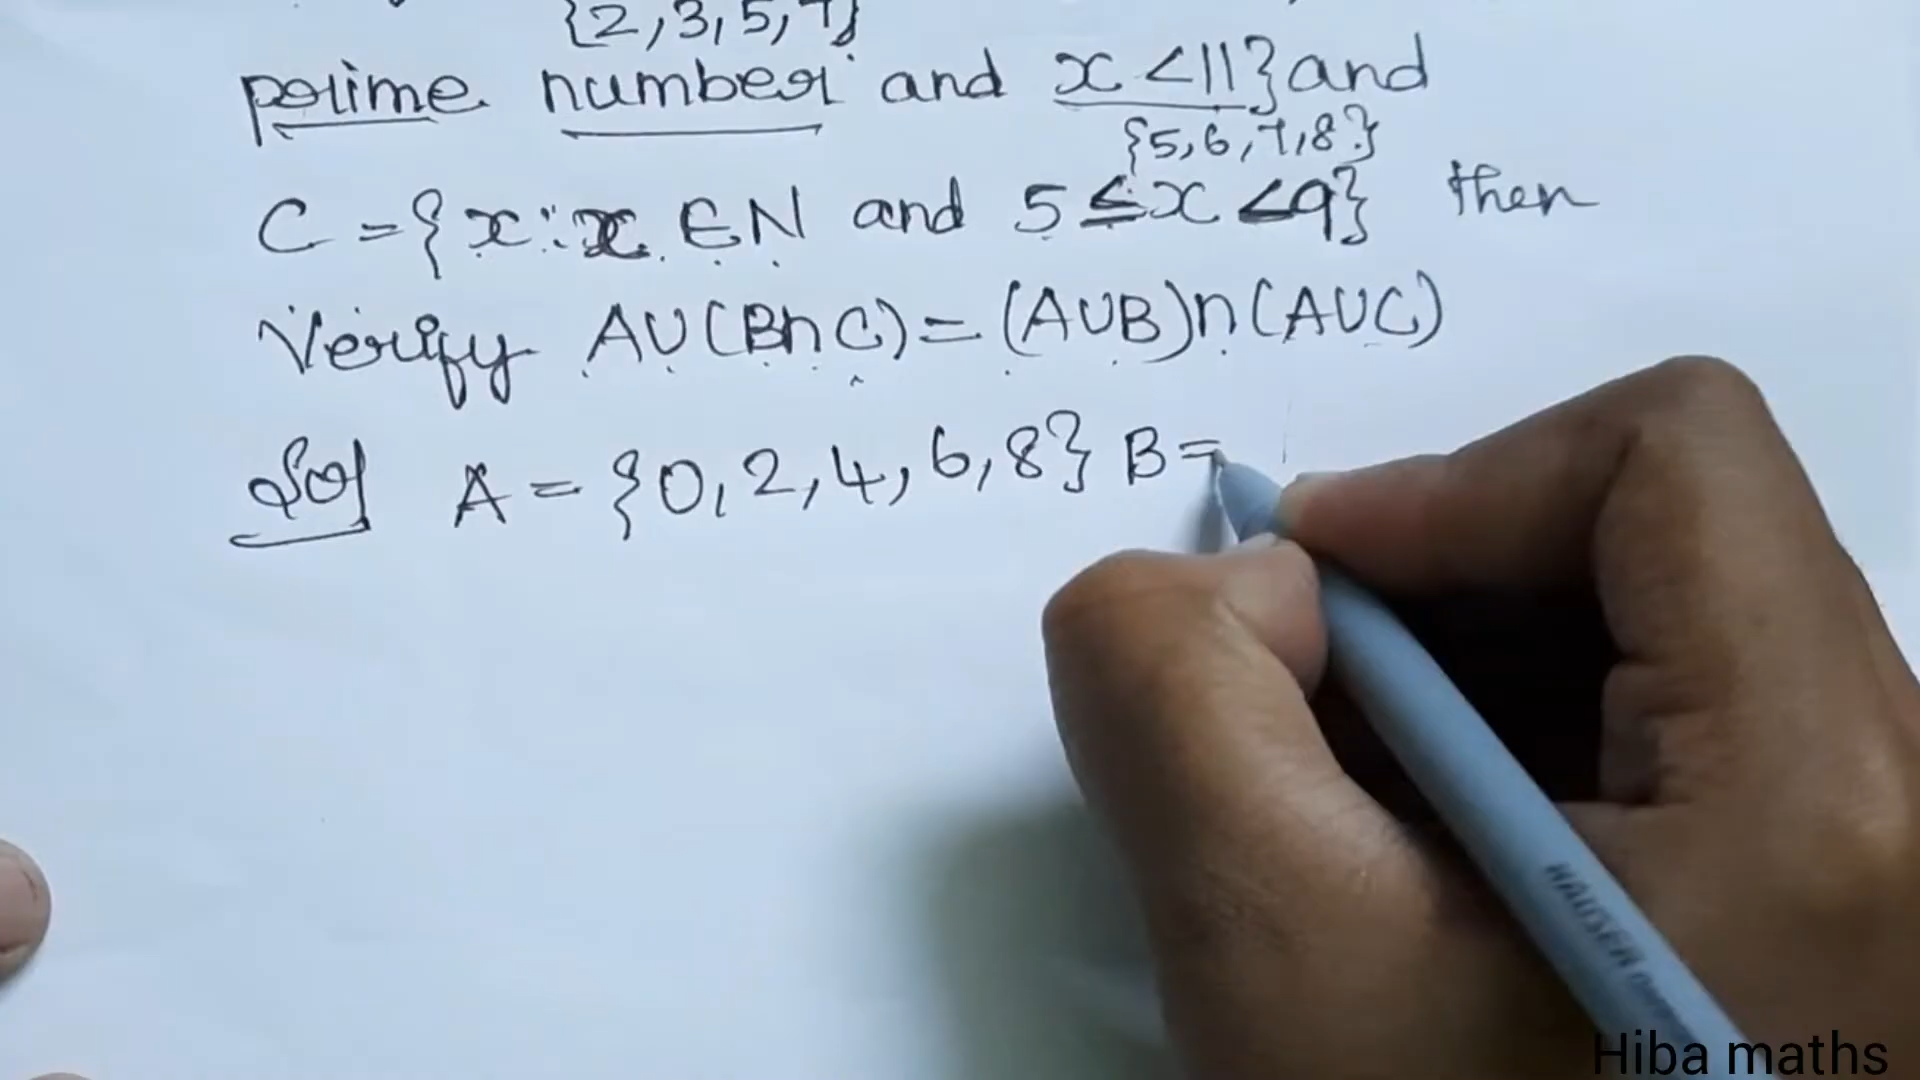 {2,3,5,7}
prime number and x<11} and
{5,6,7,8}
C={x:x∈N and 5≤x<9} then
Verify A∪(B∩C)=(A∪B)∩(A∪C)
Sol A={0,2,4,6,8} B=
HAUSER
Hiba maths